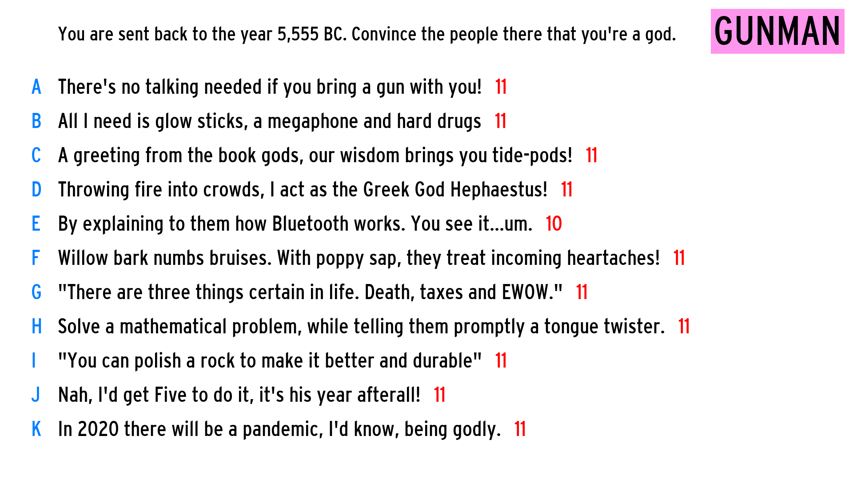 You are sent back to the year 5,555 BC. Convince the people there that you're a god.
GUNMAN
A There's no talking needed if you bring a gun with you! 11
B All I need is glow sticks, a megaphone and hard drugs 11
C A greeting from the book gods, our wisdom brings you tide-pods! 11
D Throwing fire into crowds, I act as the Greek God Hephaestus! 11
E By explaining to them how Bluetooth works. You see it...um. 10
F Willow bark numbs bruises. With poppy sap, they treat incoming heartaches! 11
G "There are three things certain in life. Death, taxes and EWOW." 11
H Solve a mathematical problem, while telling them promptly a tongue twister. 11
I "You can polish a rock to make it better and durable" 11
J Nah, I'd get Five to do it, it's his year afterall! 11
K In 2020 there will be a pandemic, I'd know, being godly. 11